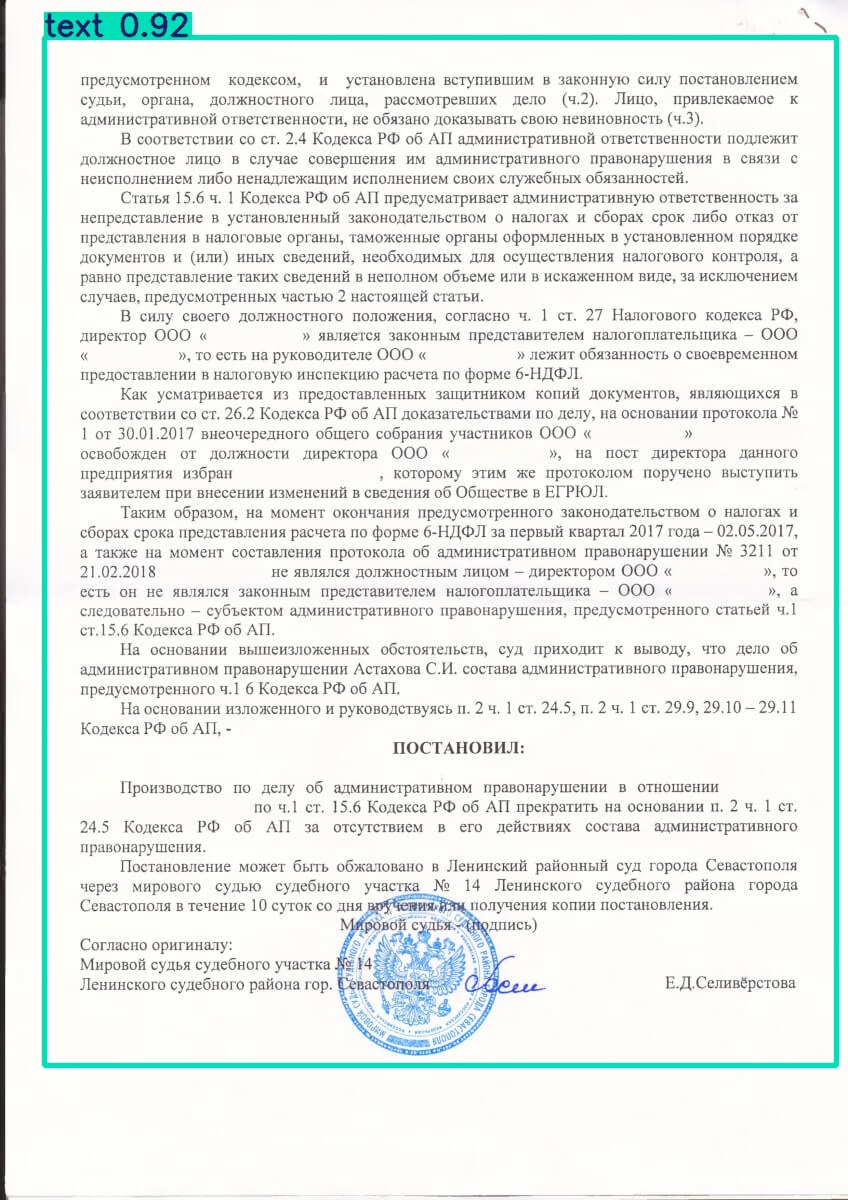 text 0.92
предусмотренном кодексом, и установлена вступившим в законную силу постановлением
судьи, органа, должностного лица, рассмотревших дело (ч.2). Лицо, привлекаемое к
административной ответственности, не обязано доказывать свою невиновность (ч.3).
В соответствии со ст. 2.4 Кодекса РФ об АП административной ответственности подлежит
должностное лицо в случае совершения им административного правонарушения в связи с
неисполнением либо ненадлежащим исполнением своих служебных обязанностей.
Статья 15.6 ч. 1 Кодекса РФ об АП предусматривает административную ответственность за
непредставление в установленный законодательством о налогах и сборах срок либо отказ от
представления в налоговые органы, таможенные органы оформленных в установленном порядке
документов и (или) иных сведений, необходимых для осуществления налогового контроля, а
равно представление таких сведений в неполном объеме или в искаженном виде, за исключением
случаев, предусмотренных частью 2 настоящей статьи.
В силу своего должностного положения, согласно ч. 1 ст. 27 Налогового кодекса РФ,
директор ООО « » является законным представителем налогоплательщика – ООО
« », то есть на руководителе ООО « » лежит обязанность о своевременном
предоставлении в налоговую инспекцию расчета по форме 6-НДФЛ.
Как усматривается из предоставленных защитником копий документов, являющихся в
соответствии со ст. 26.2 Кодекса РФ об АП доказательствами по делу, на основании протокола №
1 от 30.01.2017 внеочередного общего собрания участников ООО « »
освобожден от должности директора ООО « », на пост директора данного
предприятия избран , которому этим же протоколом поручено выступить
заявителем при внесении изменений в сведения об Обществе в ЕГРЮЛ.
Таким образом, на момент окончания предусмотренного законодательством о налогах и
сборах срока представления расчета по форме 6-НДФЛ за первый квартал 2017 года – 02.05.2017,
а также на момент составления протокола об административном правонарушении № 3211 от
21.02.2018 не являлся должностным лицом – директором ООО « », то
есть он не являлся законным представителем налогоплательщика – ООО « », а
следовательно – субъектом административного правонарушения, предусмотренного статьей ч.1
ст.15.6 Кодекса РФ об АП.
На основании вышеизложенных обстоятельств, суд приходит к выводу, что дело об
административном правонарушении Астахова С.И. состава административного правонарушения,
предусмотренного ч.1 6 Кодекса РФ об АП.
На основании изложенного и руководствуясь п. 2 ч. 1 ст. 24.5, п. 2 ч. 1 ст. 29.9, 29.10 – 29.11
Кодекса РФ об АП, -
ПОСТАНОВИЛ:
Производство по делу об административном правонарушении в отношении
по ч.1 ст. 15.6 Кодекса РФ об АП прекратить на основании п. 2 ч. 1 ст.
24.5 Кодекса РФ об АП за отсутствием в его действиях состава административного
правонарушения.
Постановление может быть обжаловано в Ленинский районный суд города Севастополя
через мирового судью судебного участка № 14 Ленинского судебного района города
Севастополя в течение 10 суток со дня вручения или получения копии постановления.
Мировой судья - (подпись)
Согласно оригиналу:
Мировой судья судебного участка № 14
Ленинского судебного района гор. Севастополя
Е.Д.Селивёрстова